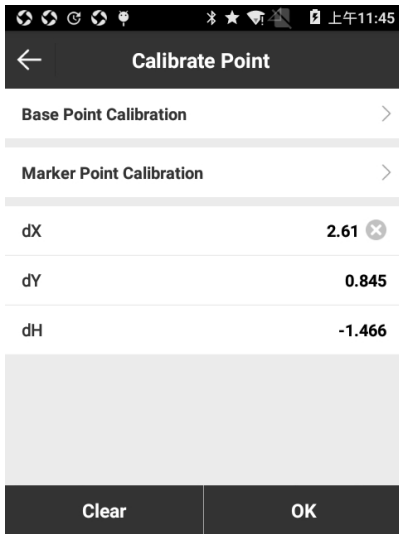 上午11:45
Calibrate Point
Base Point Calibration
Marker Point Calibration
dX 2.61
dY 0.845
dH -1.466
Clear OK